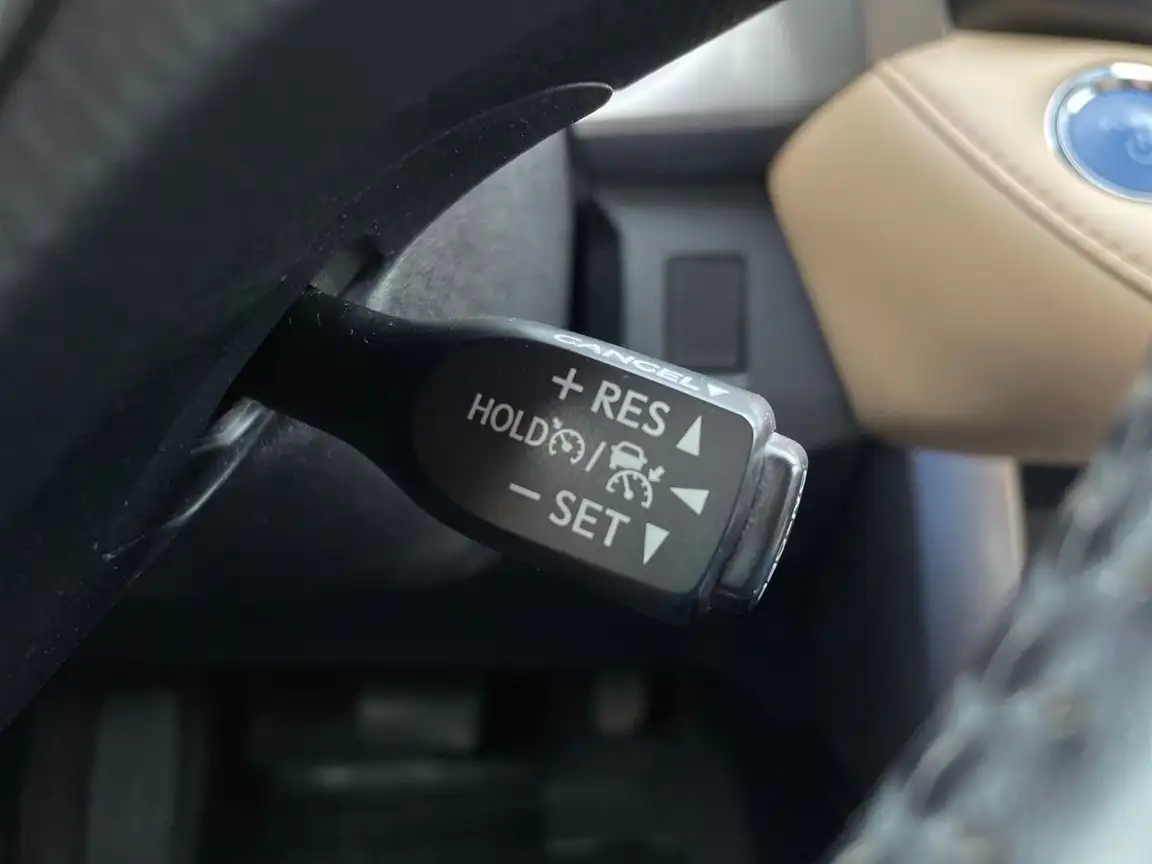 CANCEL
+ RES
HOLD /
− SET